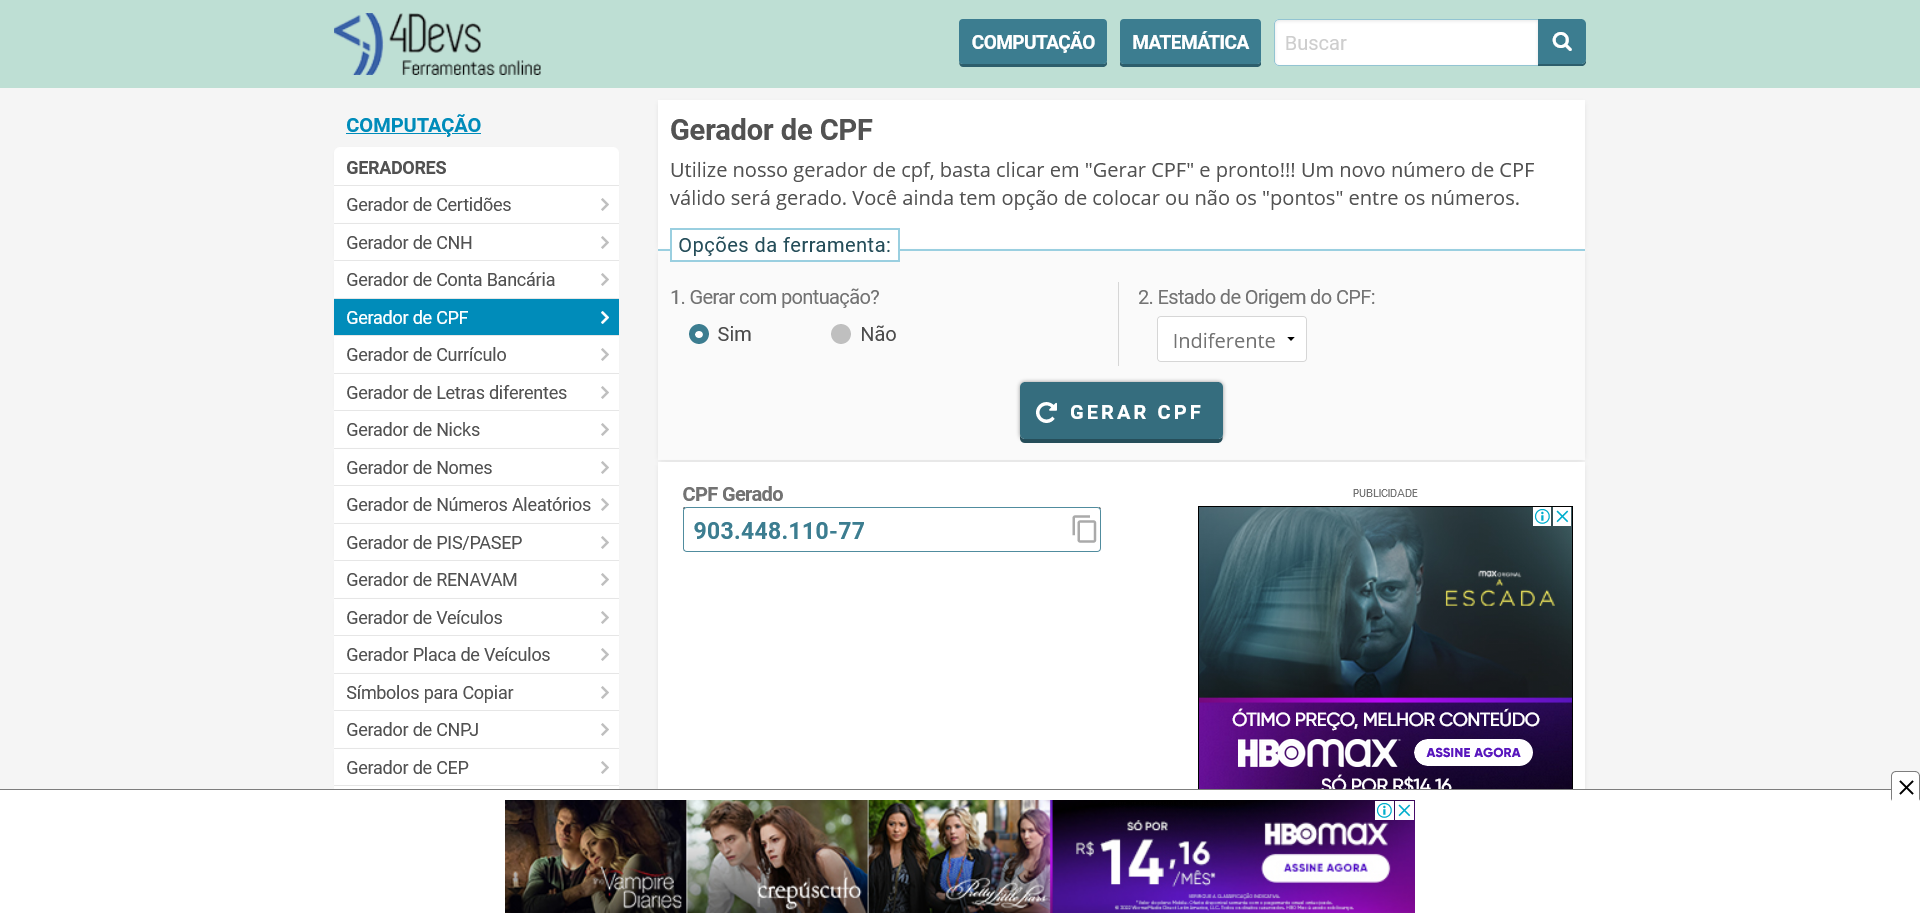 4Devs
Ferramentas online
COMPUTAÇÃO
MATEMÁTICA
Buscar
COMPUTAÇÃO
GERADORES
Gerador de Certidões
Gerador de CNH
Gerador de Conta Bancária
Gerador de CPF
Gerador de Currículo
Gerador de Letras diferentes
Gerador de Nicks
Gerador de Nomes
Gerador de Números Aleatórios
Gerador de PIS/PASEP
Gerador de RENAVAM
Gerador de Veículos
Gerador Placa de Veículos
Símbolos para Copiar
Gerador de CNPJ
Gerador de CEP
Gerador de CPF
Utilize nosso gerador de cpf, basta clicar em "Gerar CPF" e pronto!!! Um novo número de CPF
válido será gerado. Você ainda tem opção de colocar ou não os "pontos" entre os números.
Opções da ferramenta:
1. Gerar com pontuação?
Sim
Não
2. Estado de Origem do CPF:
Indiferente
GERAR CPF
CPF Gerado
903.448.110-77
PUBLICIDADE
max ORIGINAL
A
ESCADA
ÓTIMO PREÇO, MELHOR CONTEÚDO
HBOmax
ASSINE AGORA
SÓ POR R$14,16
the Vampire
Diaries
crepúsculo
Pretty Little Liars
SÓ POR
R$ 14,16
/MÊS*
HBOmax
ASSINE AGORA